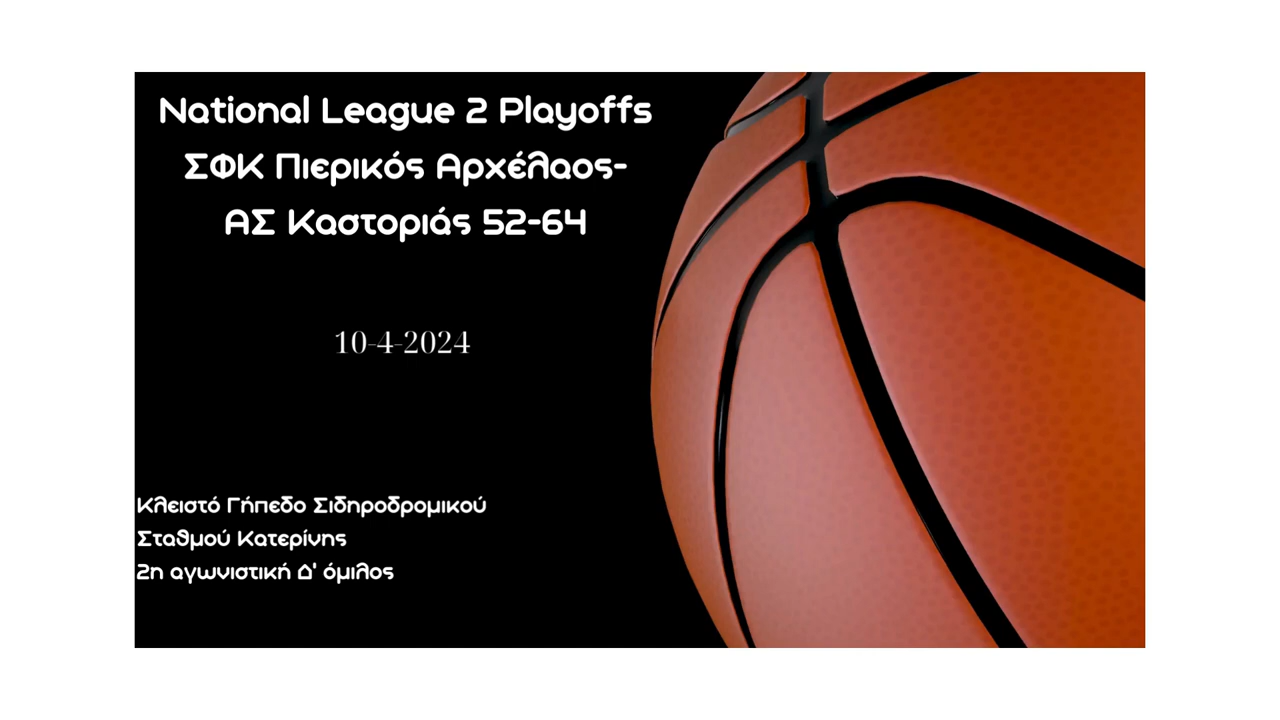 National League 2 Playoffs
ΣΦΚ Πιερικός Αρχέλαος-
ΑΣ Καστοριάς 52-64
10-4-2024
Κλειστό Γήπεδο Σιδηροδρομικού
Σταθμού Κατερίνης
2η αγωνιστική Δ' όμιλος